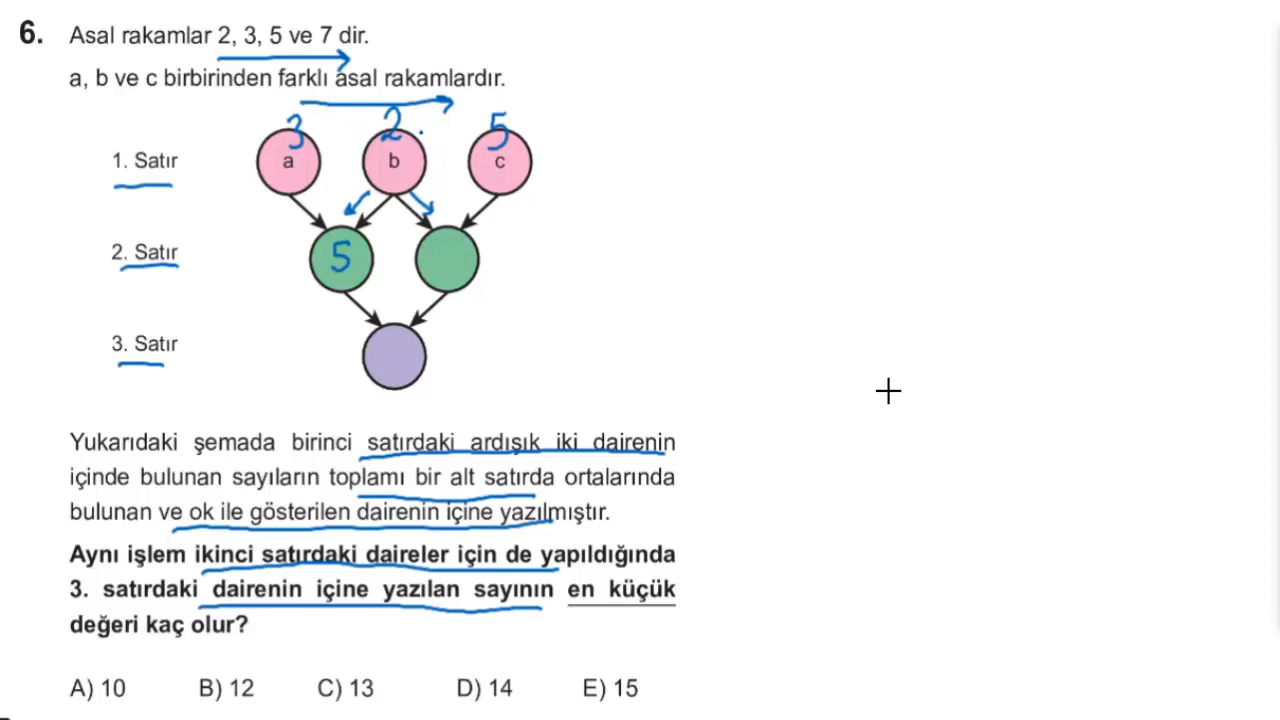 6. Asal rakamlar 2, 3, 5 ve 7 dir.
a, b ve c birbirinden farklı asal rakamlardır.
3 2 5
1. Satır a b c
2. Satır 5
3. Satır
Yukarıdaki şemada birinci satırdaki ardışık iki dairenin
içinde bulunan sayıların toplamı bir alt satırda ortalarında
bulunan ve ok ile gösterilen dairenin içine yazılmıştır.
Aynı işlem ikinci satırdaki daireler için de yapıldığında
3. satırdaki dairenin içine yazılan sayının en küçük
değeri kaç olur?
A) 10 B) 12 C) 13 D) 14 E) 15